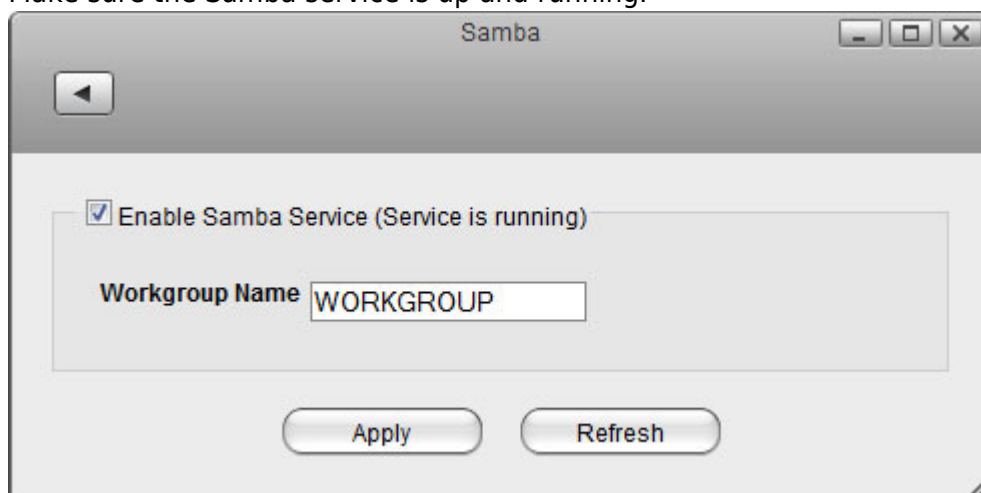 Make sure the Samba service is up and running.
Samba
Enable Samba Service (Service is running)
Workgroup Name WORKGROUP
Apply Refresh